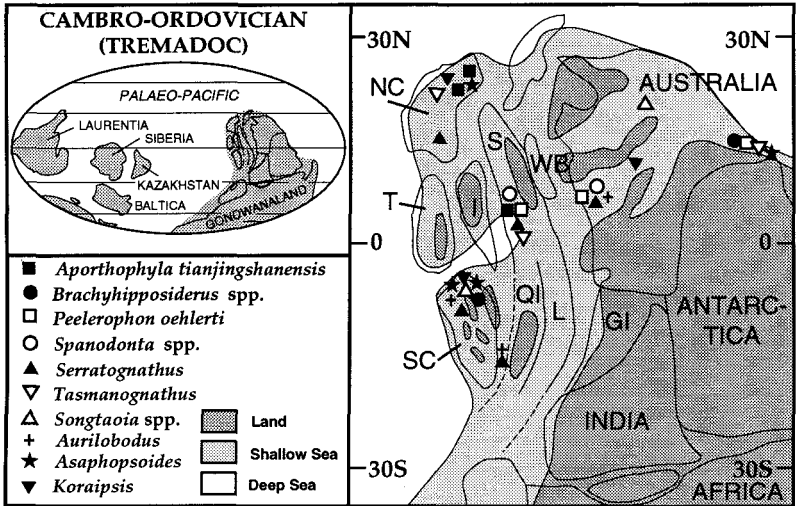 CAMBRO-ORDOVICIAN
(TREMADOC)
PALAEO-PACIFIC
LAURENTIA
SIBERIA
KAZAKHSTAN
BALTICA
GONDWANALAND
Aporthophyla tianjingshanensis
Brachyhipposiderus spp.
Peelerophon oehlerti
Spanodonta spp.
Serratognathus
Tasmanognathus
Songtaoia spp.
Aurilobodus
Asaphopsoides
Koraipsis
Land
Shallow Sea
Deep Sea
30N
30N
NC
AUSTRALIA
S
WB
T
I
0
0
QI
L
GI
ANTARC-
TICA
SC
INDIA
30S
30S
AFRICA